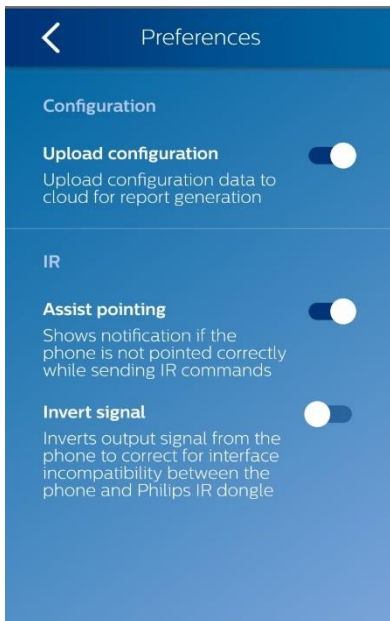 Preferences
Configuration
Upload configuration
Upload configuration data to
cloud for report generation
IR
Assist pointing
Shows notification if the
phone is not pointed correctly
while sending IR commands
Invert signal
Inverts output signal from the
phone to correct for interface
incompatibility between the
phone and Philips IR dongle